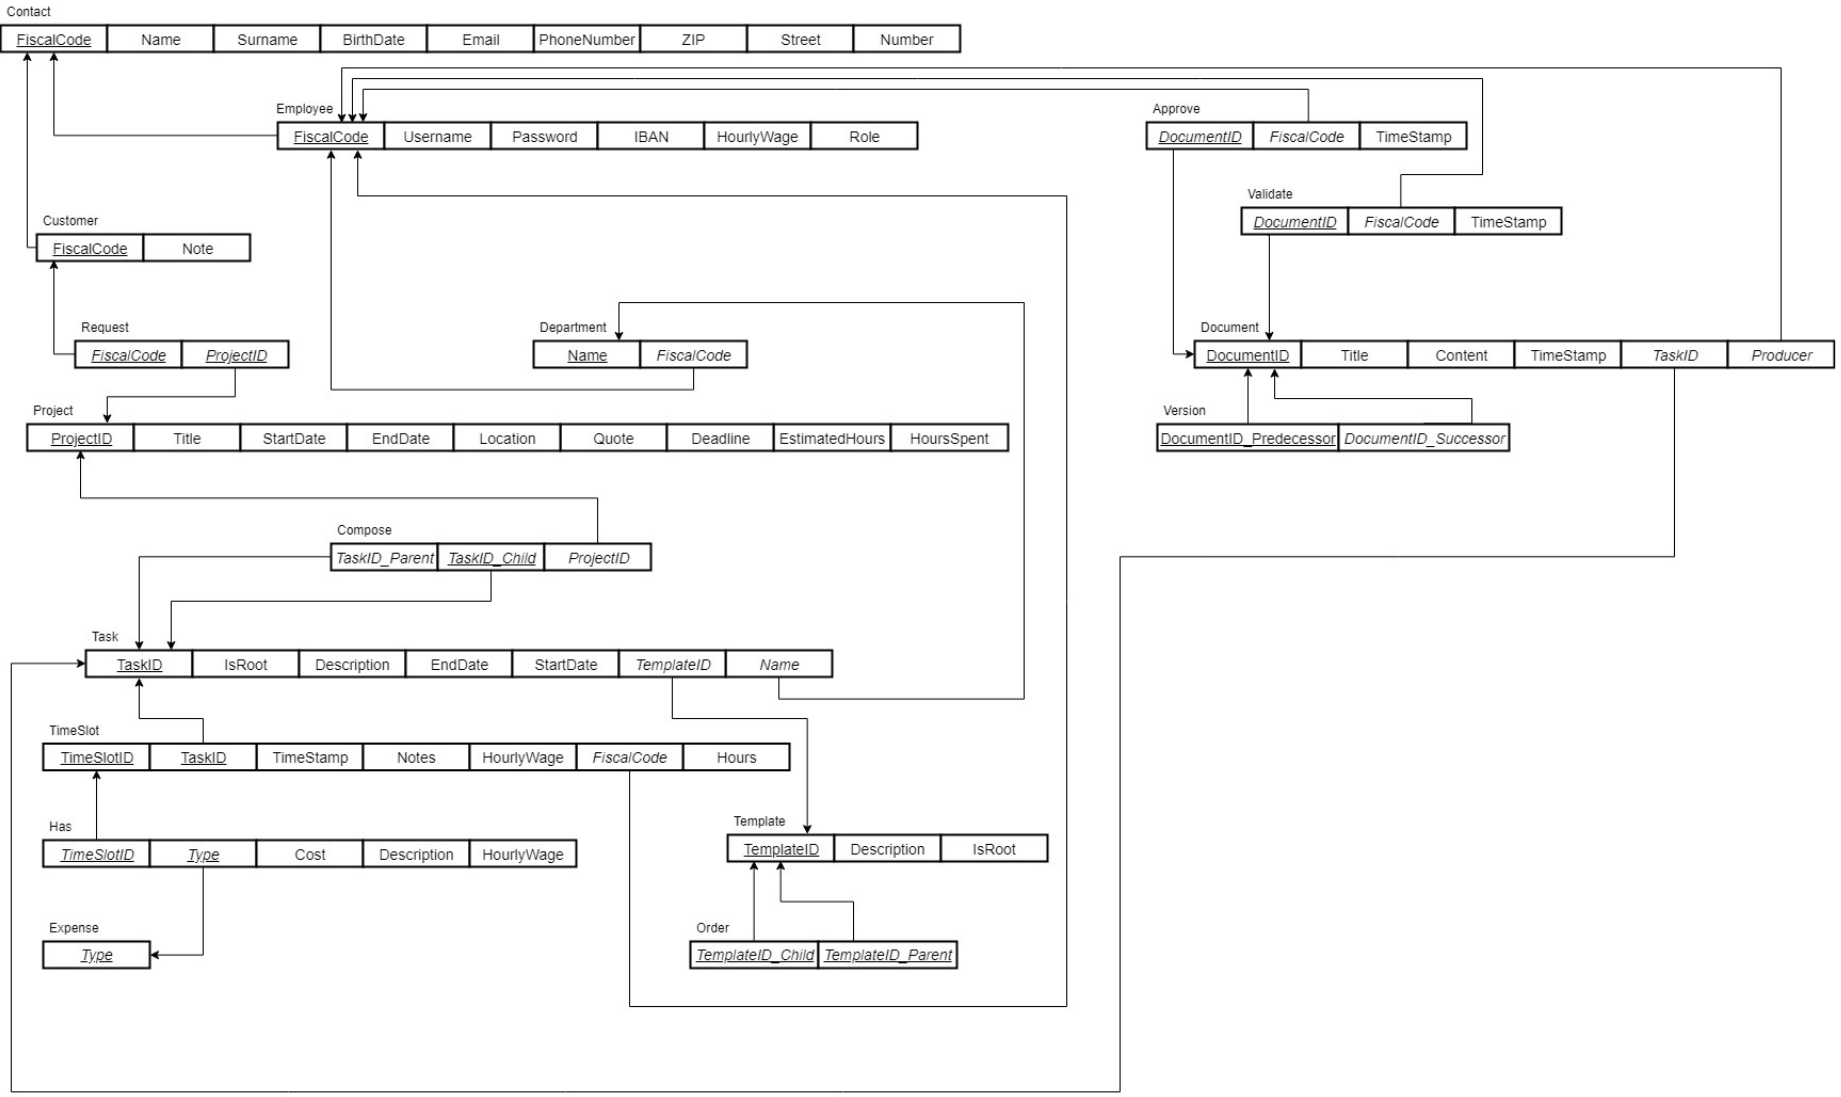 Contact
FiscalCode Name Surname BirthDate Email PhoneNumber ZIP Street Number
Employee
FiscalCode Username Password IBAN HourlyWage Role
Approve
DocumentID FiscalCode TimeStamp
Validate
DocumentID FiscalCode TimeStamp
Customer
FiscalCode Note
Request
FiscalCode ProjectID
Department
Name FiscalCode
Document
DocumentID Title Content TimeStamp TaskID Producer
Version
DocumentID_Predecessor DocumentID_Successor
Project
ProjectID Title StartDate EndDate Location Quote Deadline EstimatedHours HoursSpent
Compose
TaskID_Parent TaskID_Child ProjectID
Task
TaskID IsRoot Description EndDate StartDate TemplateID Name
TimeSlot
TimeSlotID TaskID TimeStamp Notes HourlyWage FiscalCode Hours
Has
TimeSlotID Type Cost Description HourlyWage
Template
TemplateID Description IsRoot
Expense
Type
Order
TemplateID_Child TemplateID_Parent